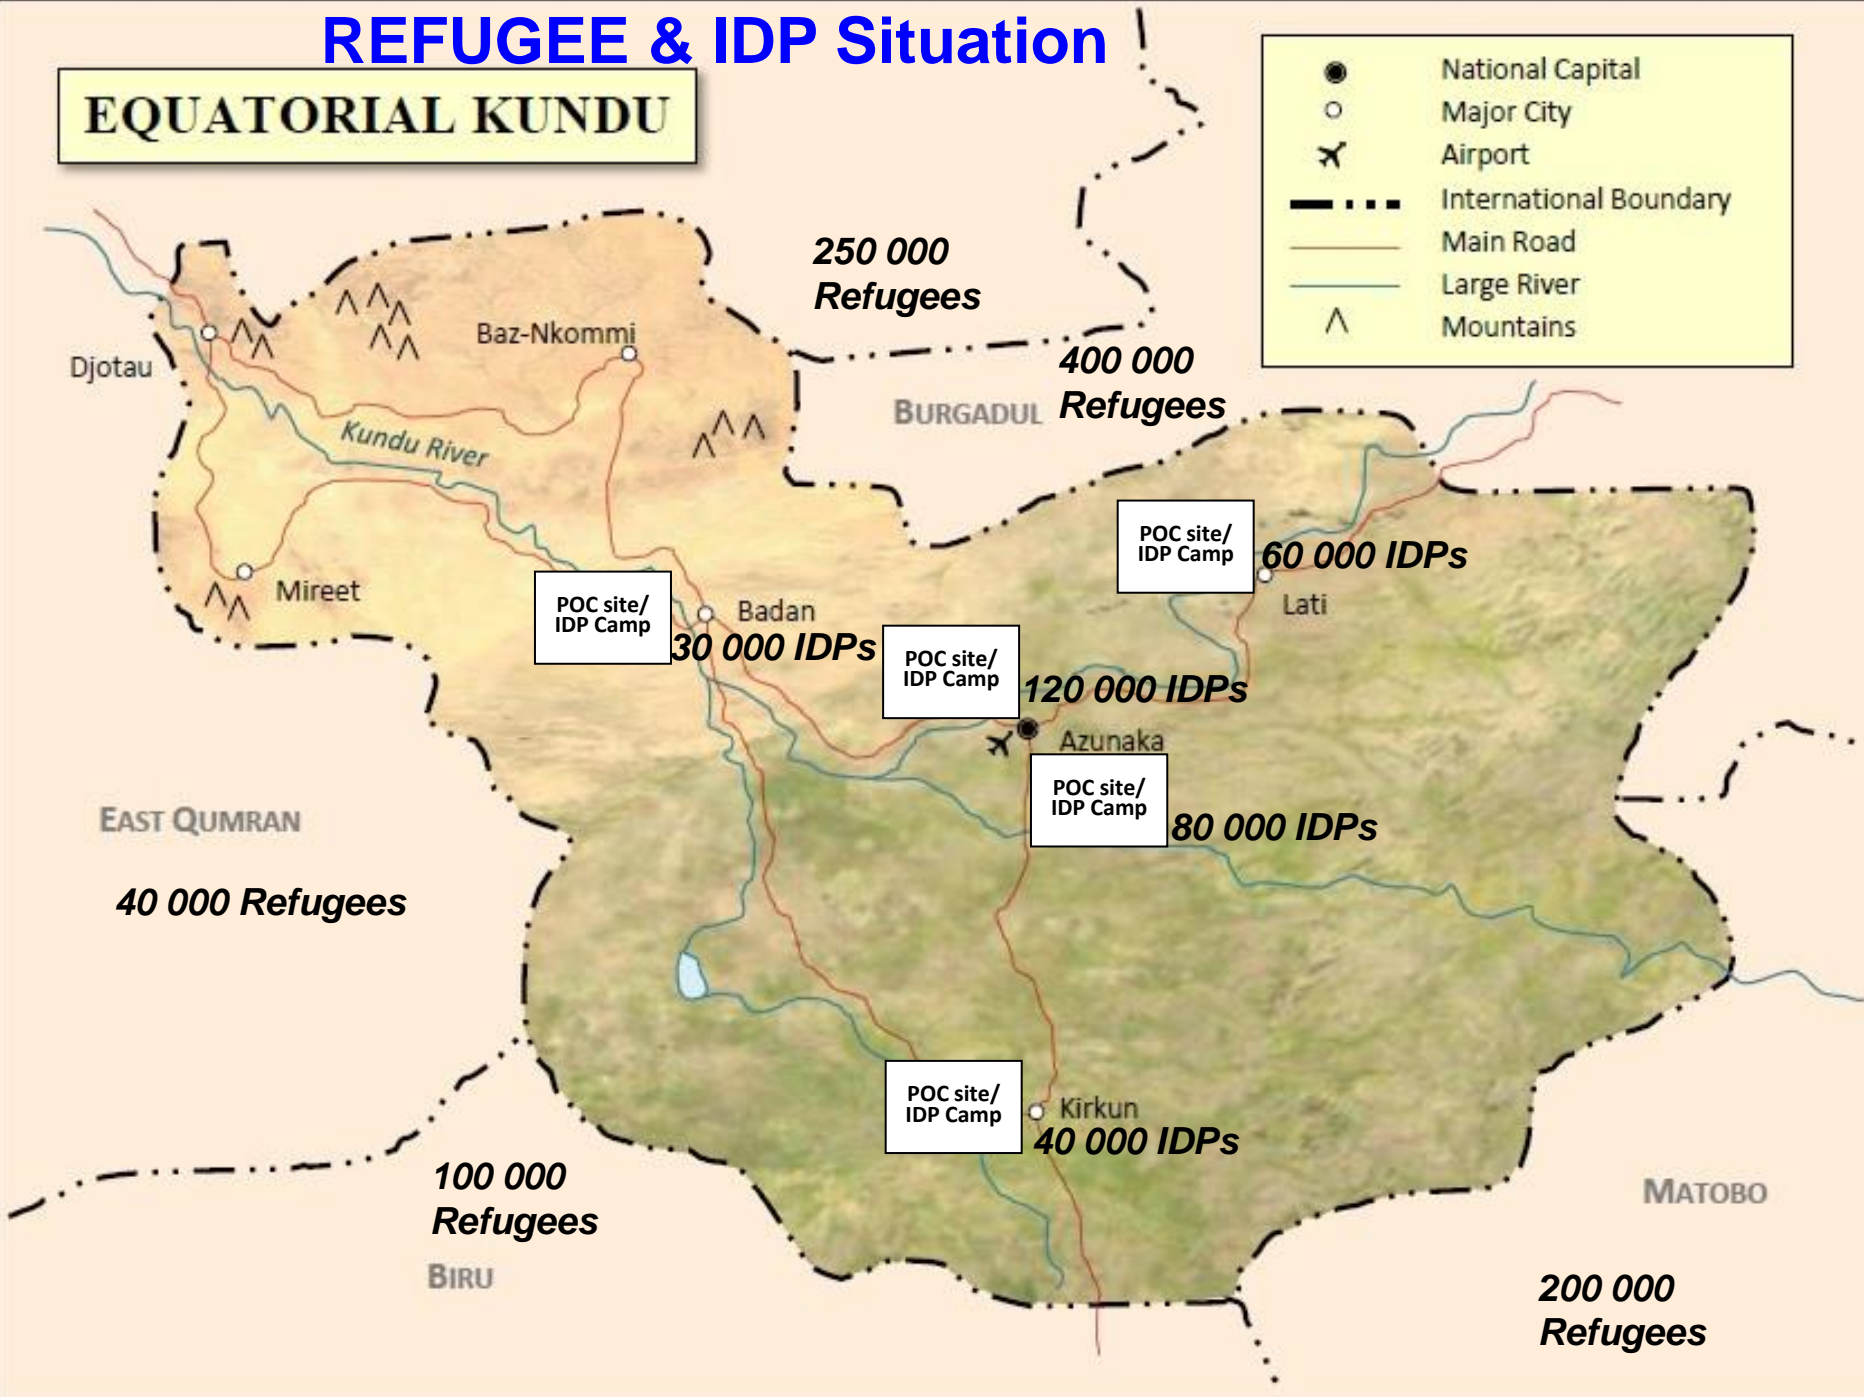 REFUGEE & IDP Situation
EQUATORIAL KUNDU
National Capital
Major City
Airport
International Boundary
Main Road
Large River
Mountains
250 000
Refugees
Baz-Nkommi
Djotau
400 000
Refugees
BURGADUL
Kundu River
POC site/
IDP Camp
60 000 IDPs
Lati
Mireet
POC site/
IDP Camp
Badan
30 000 IDPs
POC site/
IDP Camp
120 000 IDPs
Azunaka
POC site/
IDP Camp
80 000 IDPs
EAST QUMRAN
40 000 Refugees
POC site/
IDP Camp
Kirkun
40 000 IDPs
100 000
Refugees
BIRU
MATOBO
200 000
Refugees